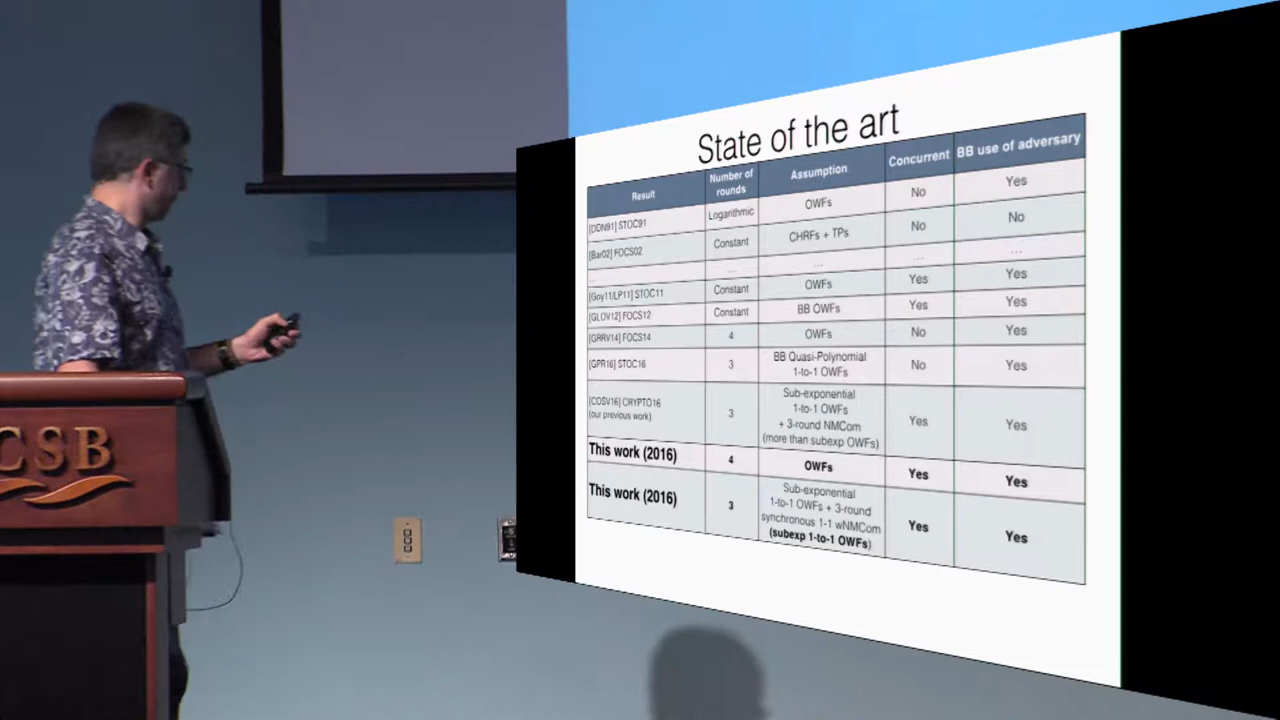 State of the art
Result
Number of rounds
Assumption
Concurrent
BB use of adversary
[DDN91] STOC91
Logarithmic
OWFs
No
Yes
[Bar02] FOCS02
Constant
CHRFs + TPs
No
No
...
....
....
....
...
[Goy11/LP11] STOC11
Constant
OWFs
Yes
Yes
[GLOV12] FOCS12
Constant
BB OWFs
Yes
Yes
[GRRV14] FOCS14
4
OWFs
No
Yes
[GPR16] STOC16
3
BB Quasi-Polynomial
1-to-1 OWFs
No
Yes
[COSV16] CRYPTO16
(our previous work)
3
Sub-exponential
1-to-1 OWFs
+ 3-round NMCom
(more than subexp OWFs)
Yes
Yes
This work (2016)
4
OWFs
Yes
Yes
This work (2016)
3
Sub-exponential
1-to-1 OWFs + 3-round
synchronous 1-1 wNMCom
(subexp 1-to-1 OWFs)
Yes
Yes
CSB